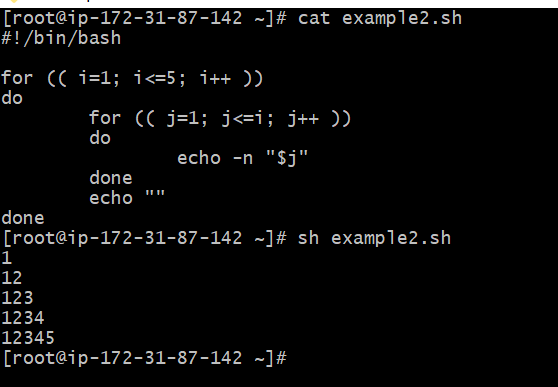 [root@ip-172-31-87-142 ~]# cat example2.sh
#!/bin/bash

for (( i=1; i<=5; i++ ))
do
        for (( j=1; j<=i; j++ ))
        do
                echo -n "$j"
        done
        echo ""
done
[root@ip-172-31-87-142 ~]# sh example2.sh
1
12
123
1234
12345
[root@ip-172-31-87-142 ~]#